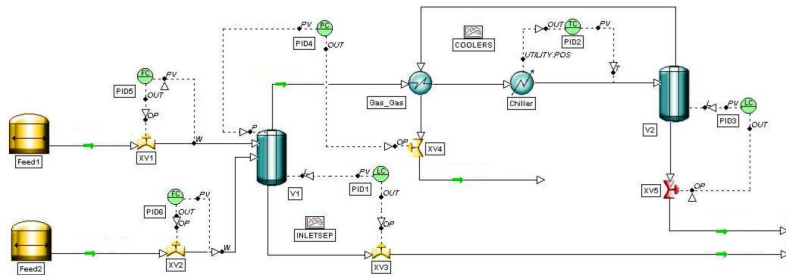 PC
PV
PID4
OUT
COOLERS
OUT
TC
PV
PID2
UTILITY.POS
FC
PV
PID5
OUT
OP
Gas_Gas
Chiller
T
L
PV
LC
V2
PID3
OUT
Feed1
XV1
W
P
OP
XV4
L
PV
LC
V1
PID1
OUT
XV5
OP
FC
PV
PID6
OUT
OP
INLETSEP
OP
Feed2
XV2
W
XV3